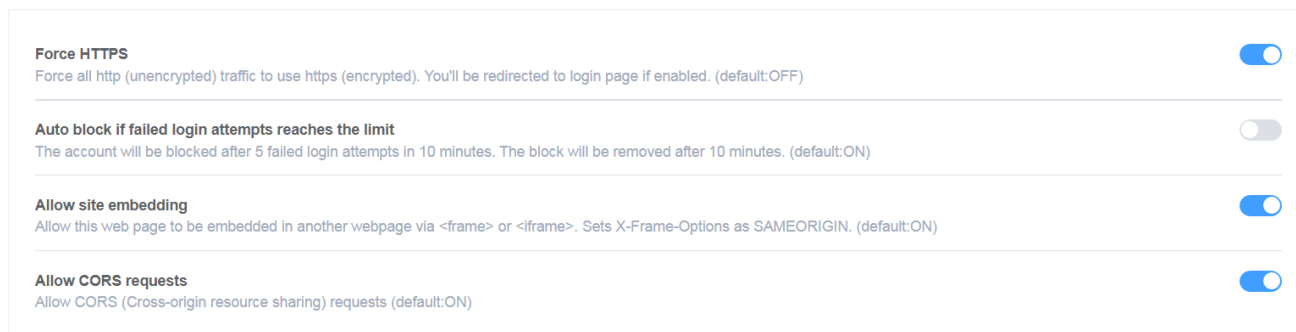 Force HTTPS
Force all http (unencrypted) traffic to use https (encrypted). You'll be redirected to login page if enabled. (default:OFF)
Auto block if failed login attempts reaches the limit
The account will be blocked after 5 failed login attempts in 10 minutes. The block will be removed after 10 minutes. (default:ON)
Allow site embedding
Allow this web page to be embedded in another webpage via <frame> or <iframe>. Sets X-Frame-Options as SAMEORIGIN. (default:ON)
Allow CORS requests
Allow CORS (Cross-origin resource sharing) requests (default:ON)